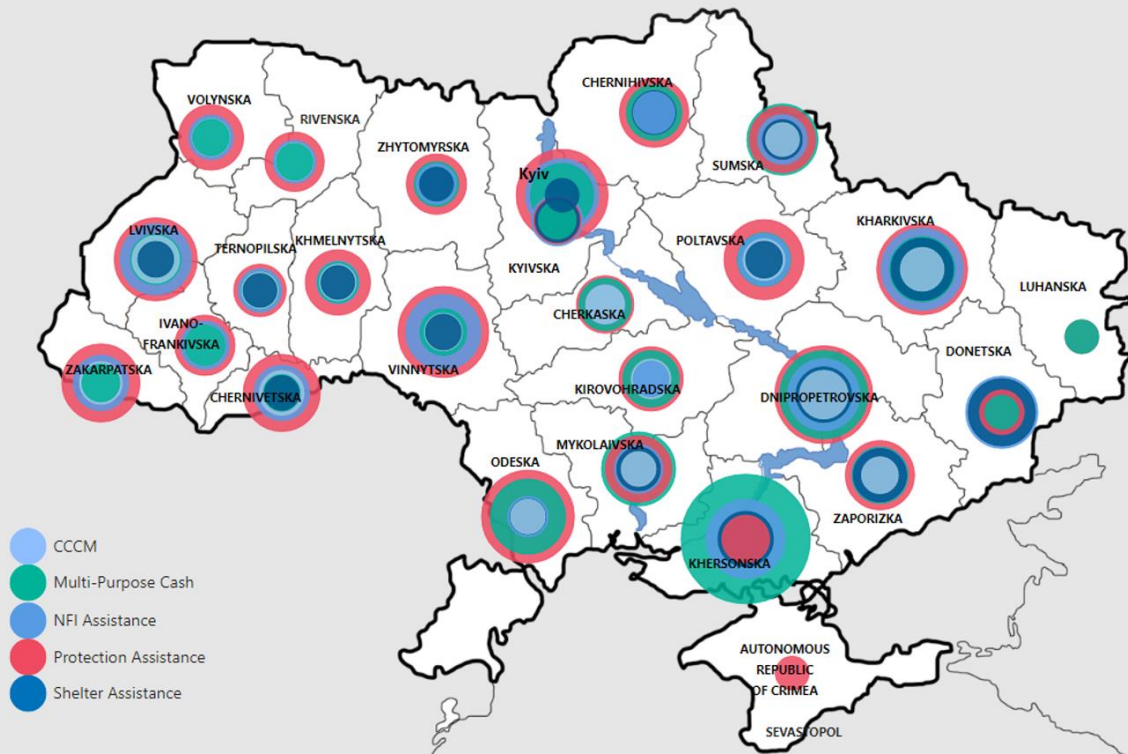 CHERNIHIVSKA
VOLYNSKA
RIVENSKA
ZHYTOMYRSKA
SUMSKA
Kyiv
LVIVSKA
TERNOPILSKA
KHMELNYTSKA
POLTAVSKA
KHARKIVSKA
KYIVSKA
LUHANSKA
CHERKASKA
IVANO-
FRANKIVSKA
DONETSKA
ZAKARPATSKA
VINNYTSKA
CHERNIVETSKA
KIROVOHRADSKA
DNIPROPETROVSKA
MYKOLAIVSKA
ODESKA
ZAPORIZKA
KHERSONSKA
AUTONOMOUS
REPUBLIC
OF CRIMEA
SEVASTOPOL
CCCM
Multi-Purpose Cash
NFI Assistance
Protection Assistance
Shelter Assistance